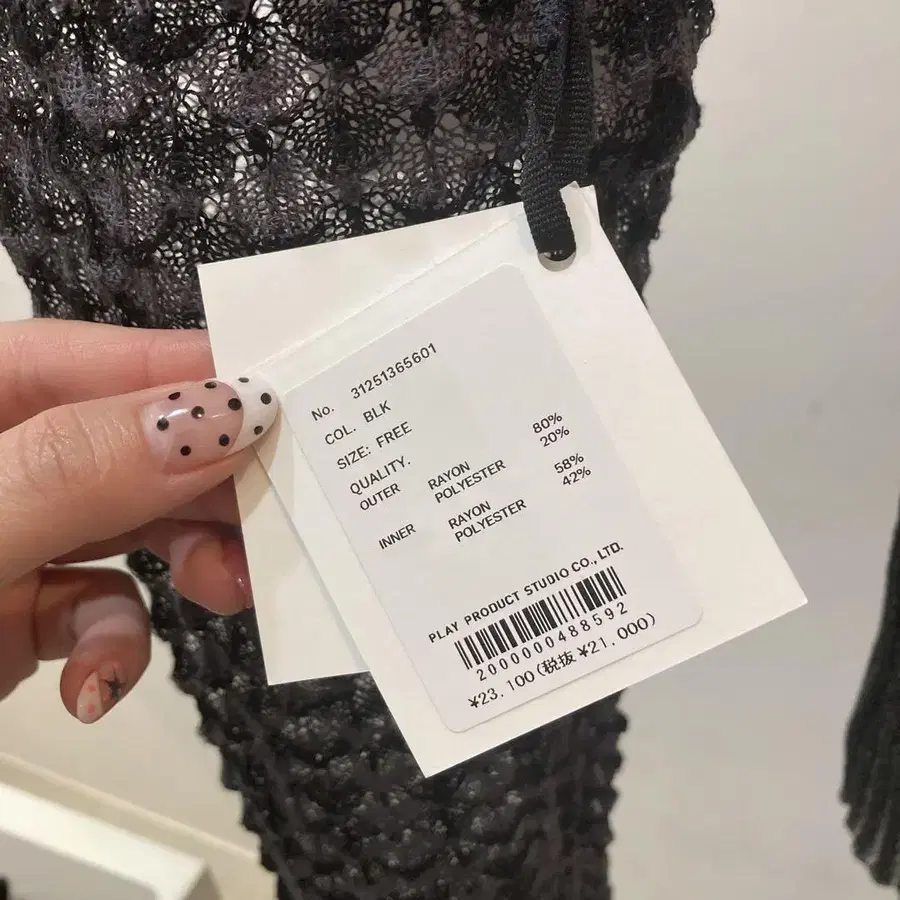 No. 31251365601
COL. BLK
SIZE: FREE
QUALITY.
OUTER RAYON 80%
POLYESTER 20%
INNER RAYON 58%
POLYESTER 42%
PLAY PRODUCT STUDIO CO., LTD.
2000000488592
¥23.100(税抜 ¥21.000)